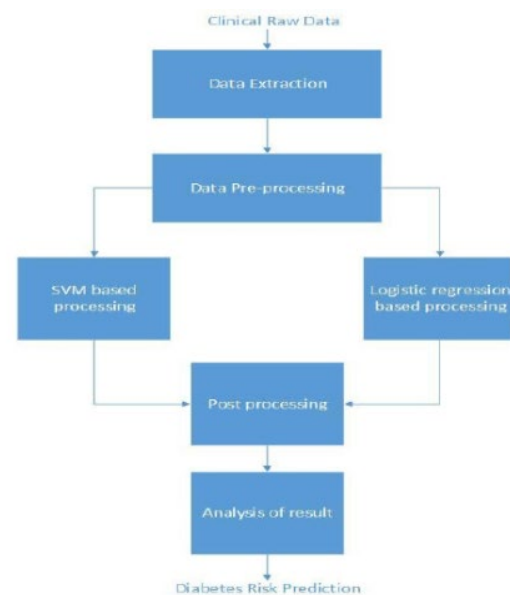 Clinical Raw Data
Data Extraction
Data Pre-processing
SVM based
processing
Logistic regression
based processing
Post processing
Analysis of result
Diabetes Risk Prediction